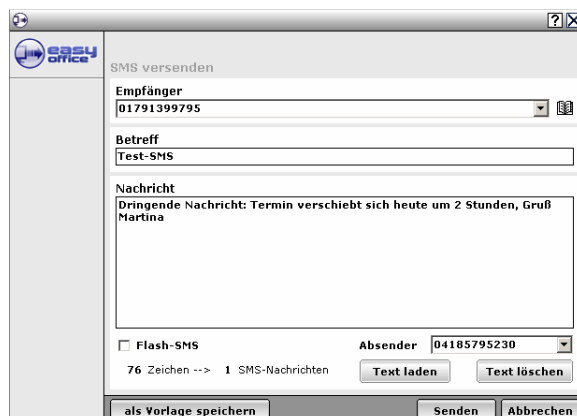 ?
easy
office
SMS versenden
Empfänger
01791399795
Betreff
Test-SMS
Nachricht
Dringende Nachricht: Termin verschiebt sich heute um 2 Stunden, Gruß
Martina
Flash-SMS
Absender 04185795230
76 Zeichen --> 1 SMS-Nachrichten
Text laden Text löschen
als Vorlage speichern Senden Abbrechen